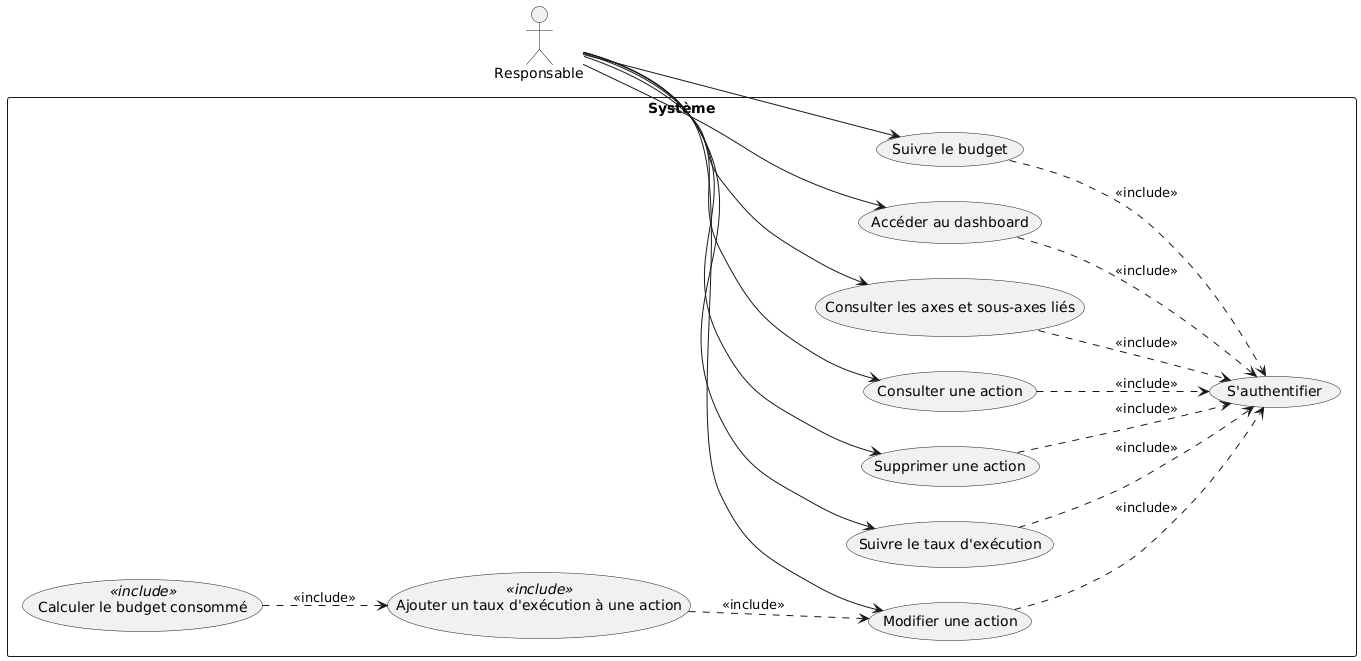 Responsable
Système
Suivre le budget
«include»
Accéder au dashboard
«include»
Consulter les axes et sous-axes liés
«include»
Consulter une action
«include»
S'authentifier
«include»
Supprimer une action
«include»
Suivre le taux d'exécution
«include»
«include»
Calculer le budget consommé
«include»
«include»
Ajouter un taux d'exécution à une action
«include»
Modifier une action